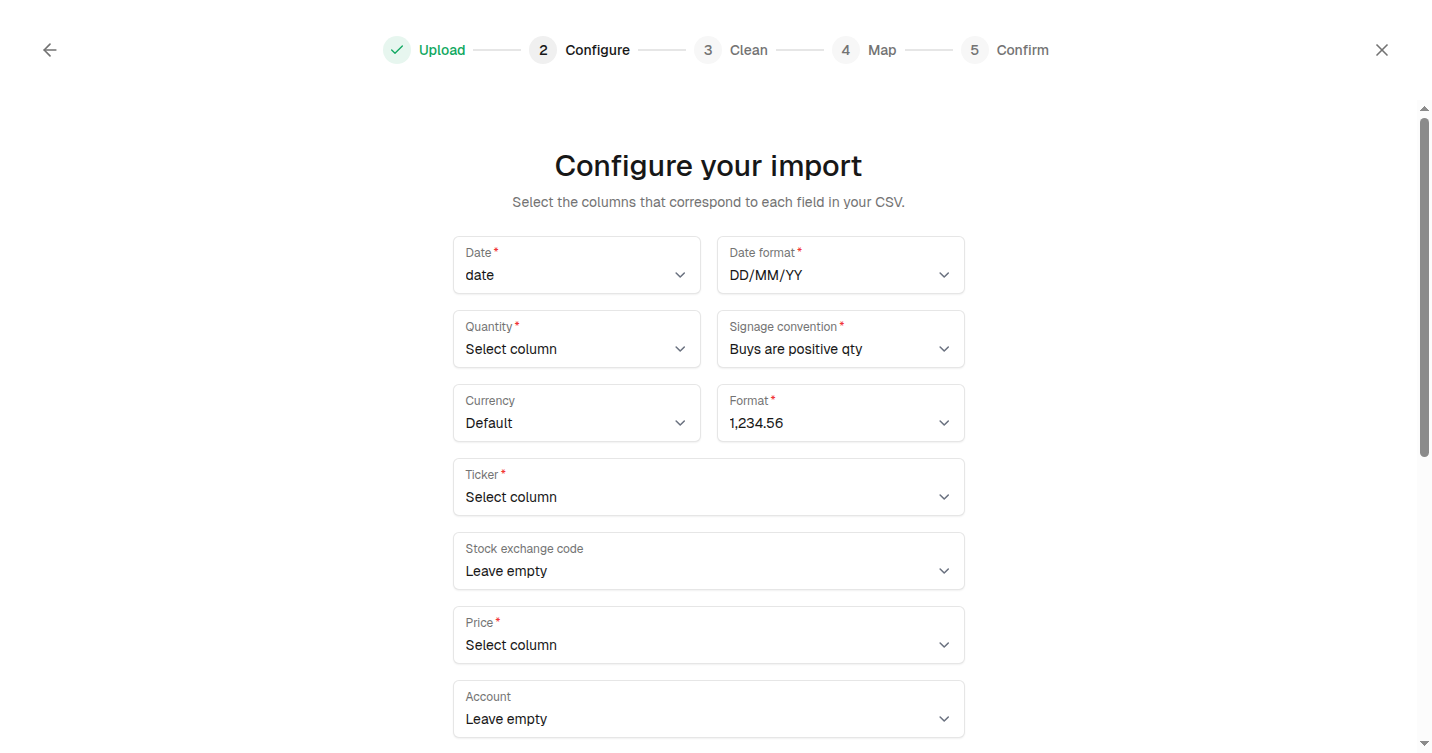 Upload 2 Configure 3 Clean 4 Map 5 Confirm
Configure your import
Select the columns that correspond to each field in your CSV.
Date* Date format*
date DD/MM/YY
Quantity* Signage convention*
Select column Buys are positive qty
Currency Format*
Default 1,234.56
Ticker*
Select column
Stock exchange code
Leave empty
Price*
Select column
Account
Leave empty